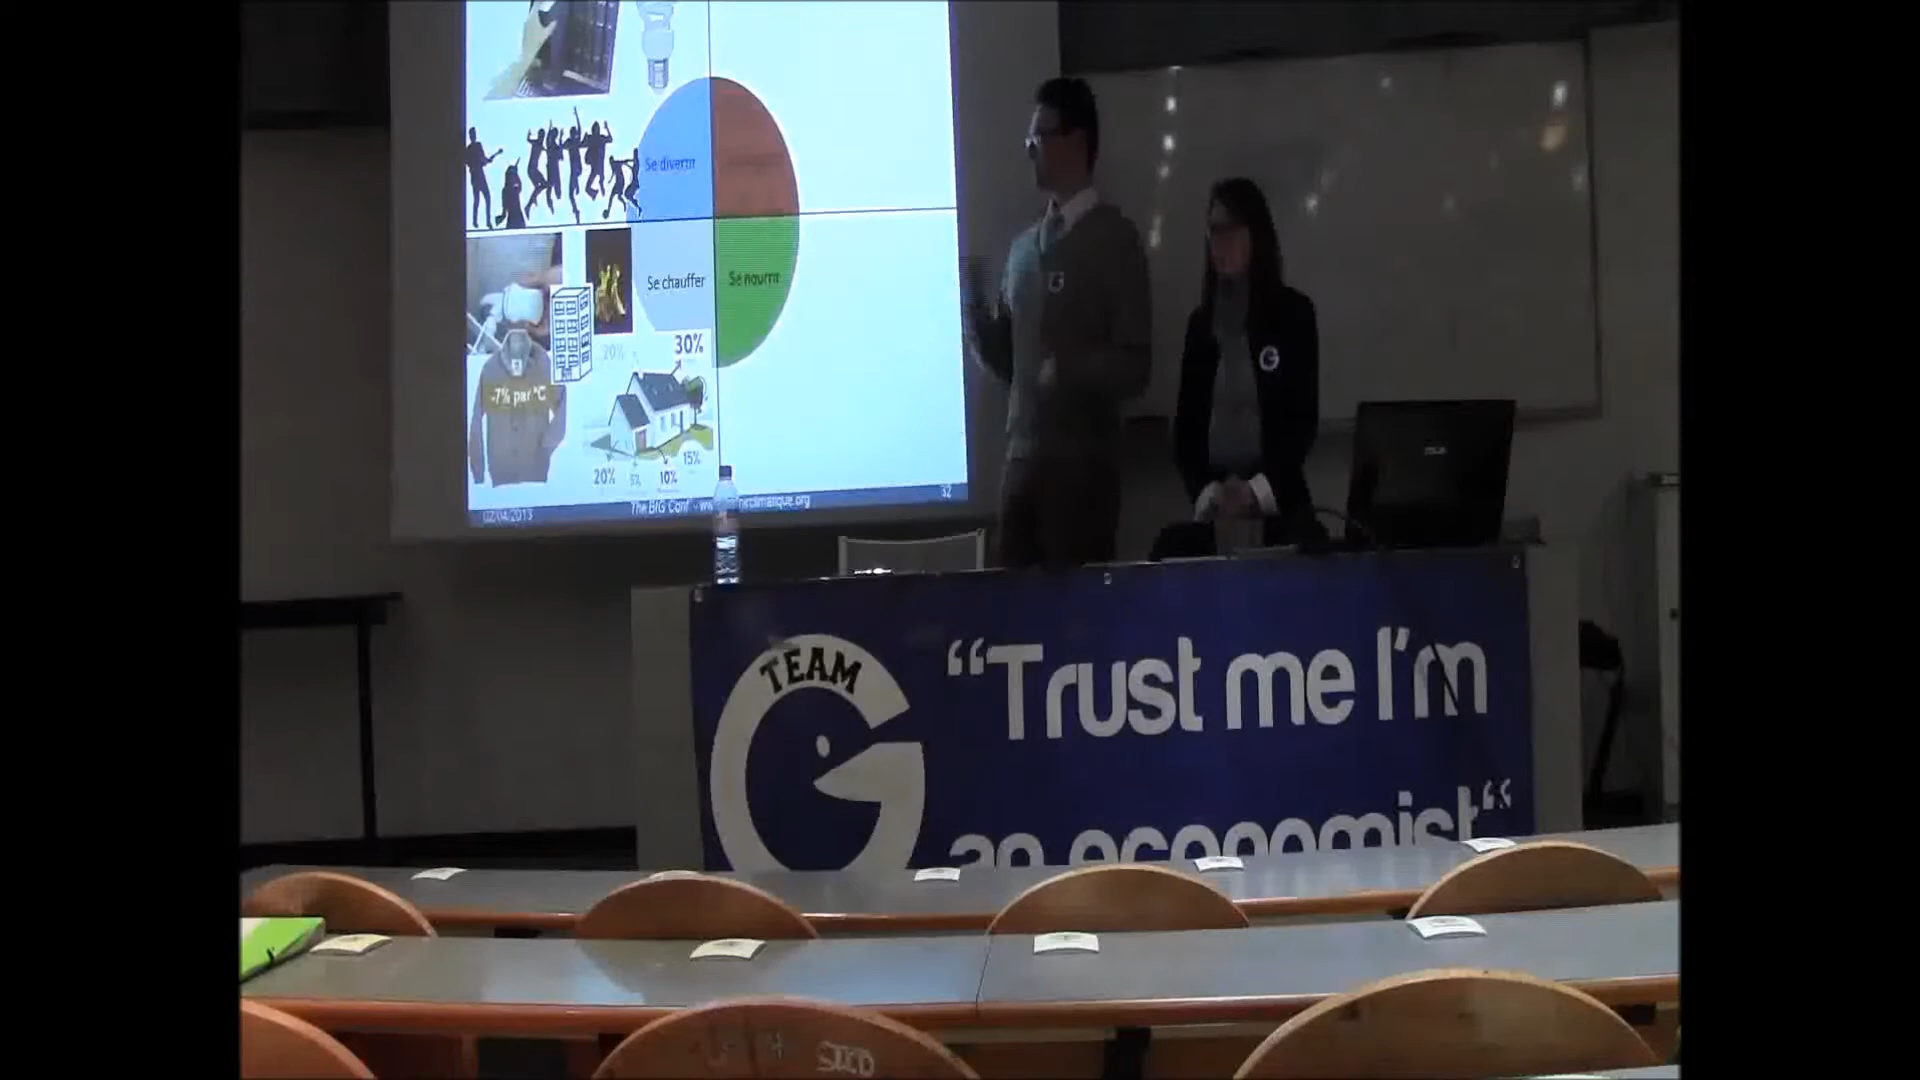 Se divertir
Se chauffer
Se nourrir
20%
30%
-7% par °C
20%
5%
10%
15%
02/04/2013
The BIG Conf' - 
32
TEAM
G
"Trust me I'm
an economist"